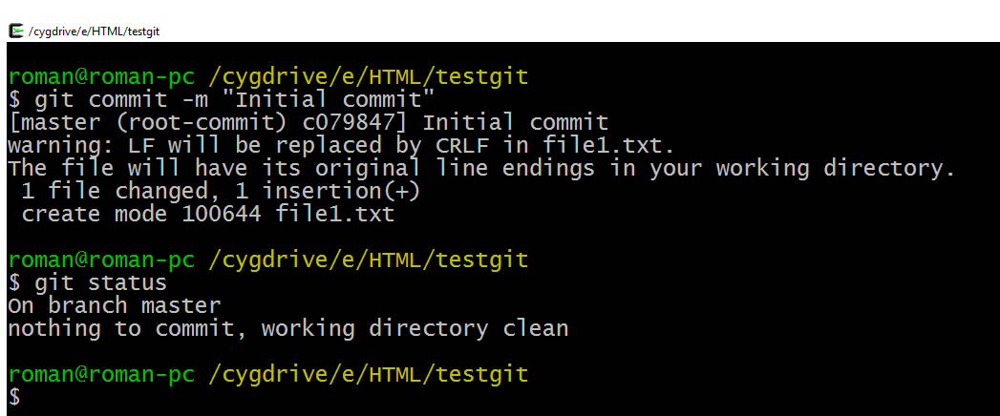 /cygdrive/e/HTML/testgit
roman@roman-pc /cygdrive/e/HTML/testgit
$ git commit -m "Initial commit"
[master (root-commit) c079847] Initial commit
warning: LF will be replaced by CRLF in file1.txt.
The file will have its original line endings in your working directory.
 1 file changed, 1 insertion(+)
 create mode 100644 file1.txt
roman@roman-pc /cygdrive/e/HTML/testgit
$ git status
On branch master
nothing to commit, working directory clean
roman@roman-pc /cygdrive/e/HTML/testgit
$